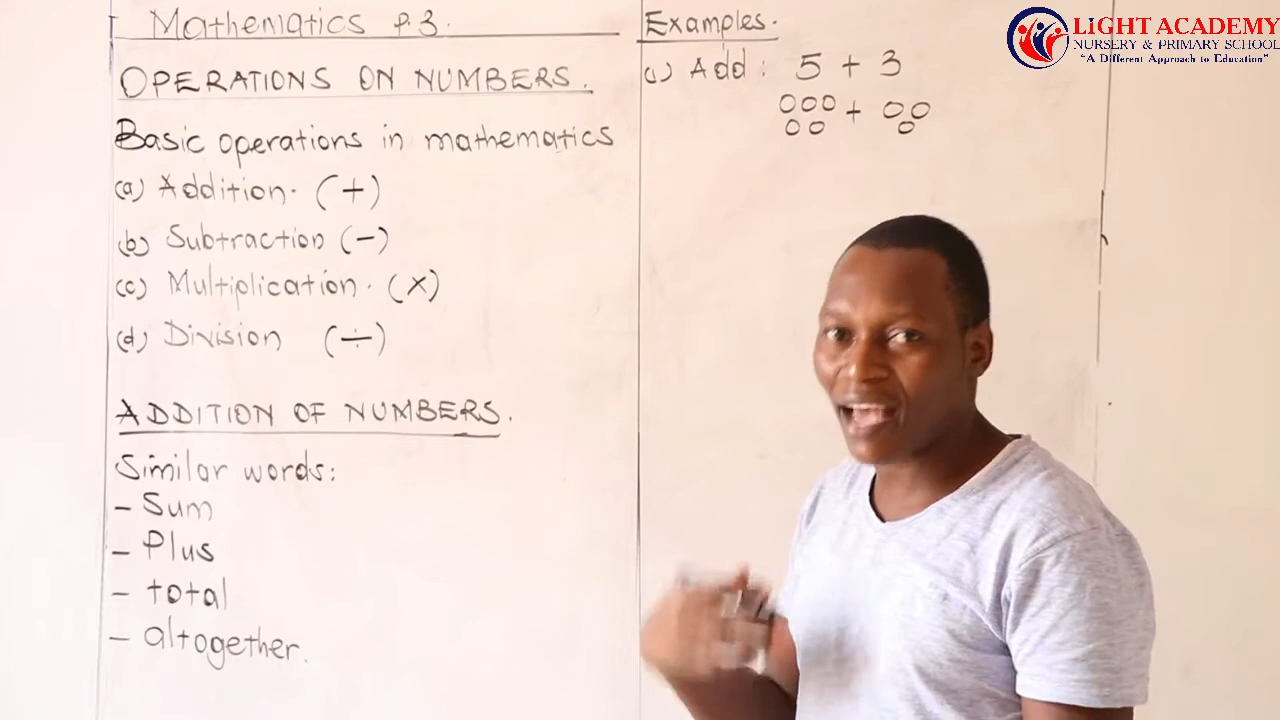 Mathematics P.3.
OPERATIONS ON NUMBERS.
Basic operations in mathematics
(a) Addition. (+)
(b) Subtraction (−)
(c) Multiplication. (×)
(d) Division (÷)
ADDITION OF NUMBERS.
Similar words:
- Sum
- Plus
- total
- altogether.
Examples.
(i) Add: 5 + 3
+
LIGHT ACADEMY
NURSERY & PRIMARY SCHOOL
"A Different Approach to Education"